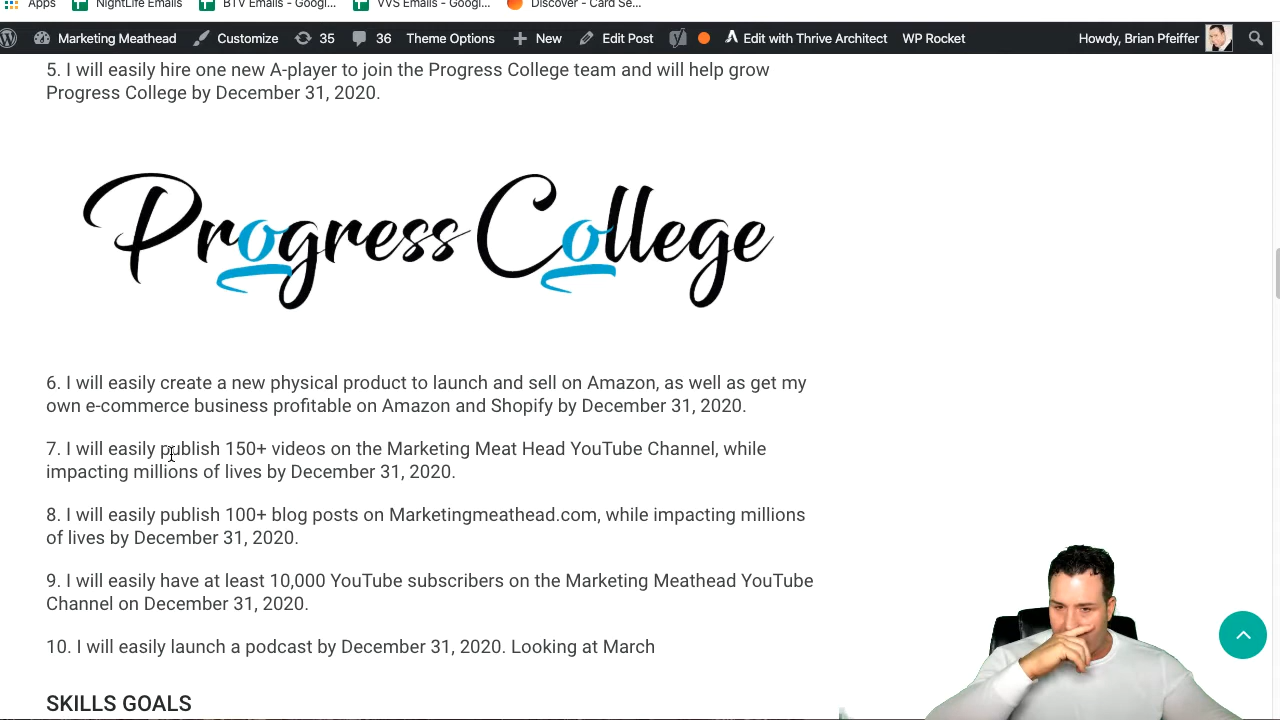 Apps NightLife Emails BTV Emails - Googl... VVS Emails - Googl... Discover - Card Se...
Marketing Meathead Customize 35 36 Theme Options New Edit Post Edit with Thrive Architect WP Rocket Howdy, Brian Pfeiffer
5. I will easily hire one new A-player to join the Progress College team and will help grow
Progress College by December 31, 2020.
Progress College
6. I will easily create a new physical product to launch and sell on Amazon, as well as get my
own e-commerce business profitable on Amazon and Shopify by December 31, 2020.
7. I will easily publish 150+ videos on the Marketing Meat Head YouTube Channel, while
impacting millions of lives by December 31, 2020.
8. I will easily publish 100+ blog posts on Marketingmeathead.com, while impacting millions
of lives by December 31, 2020.
9. I will easily have at least 10,000 YouTube subscribers on the Marketing Meathead YouTube
Channel on December 31, 2020.
10. I will easily launch a podcast by December 31, 2020. Looking at March
SKILLS GOALS